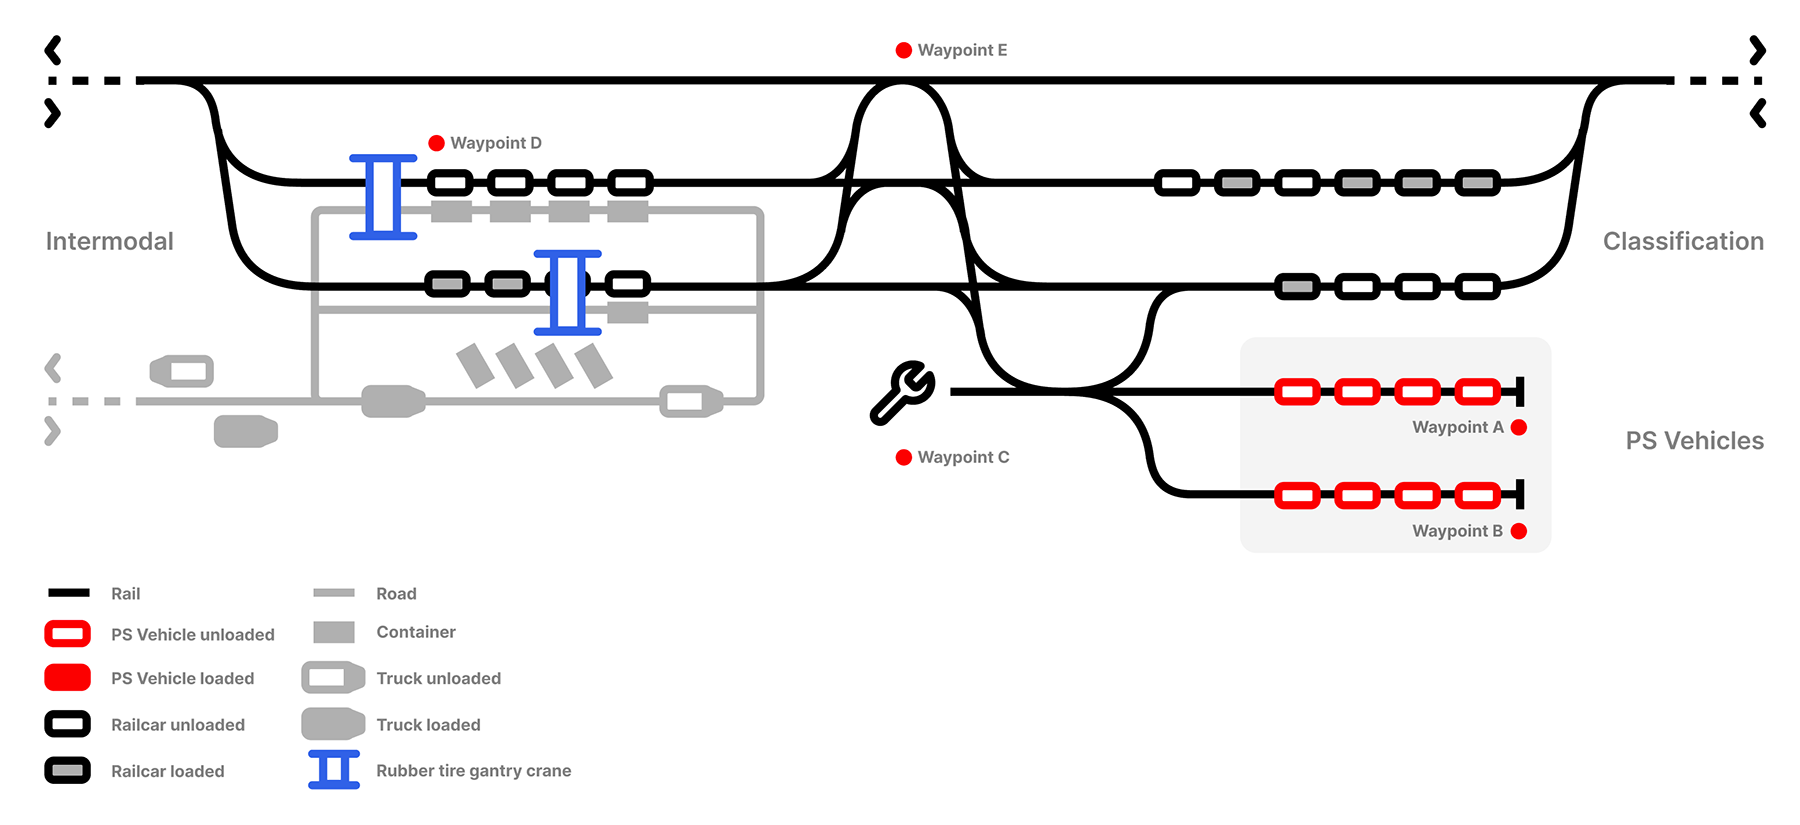 Waypoint E
Waypoint D
Intermodal
Classification
Waypoint A
PS Vehicles
Waypoint C
Waypoint B
Rail
Road
PS Vehicle unloaded
Container
PS Vehicle loaded
Truck unloaded
Railcar unloaded
Truck loaded
Railcar loaded
Rubber tire gantry crane